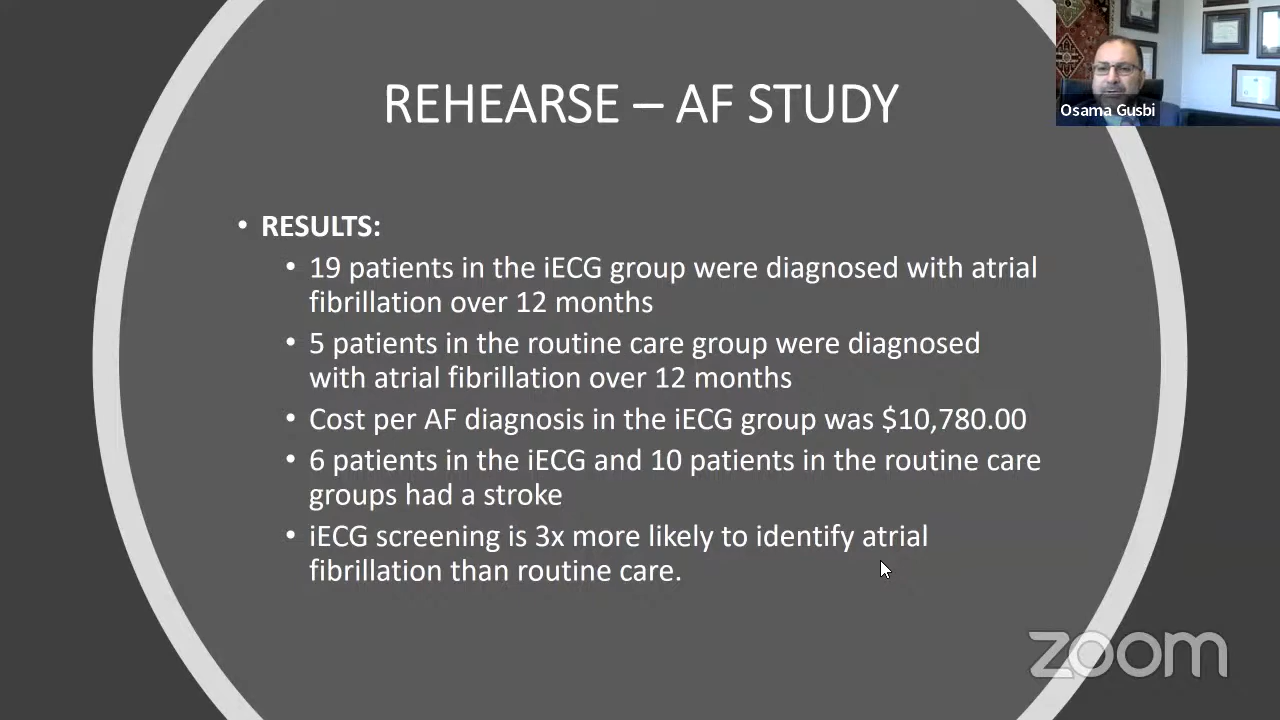 REHEARSE – AF STUDY
Osama Gusbi
• RESULTS:
• 19 patients in the iECG group were diagnosed with atrial
fibrillation over 12 months
• 5 patients in the routine care group were diagnosed
with atrial fibrillation over 12 months
• Cost per AF diagnosis in the iECG group was $10,780.00
• 6 patients in the iECG and 10 patients in the routine care
groups had a stroke
• iECG screening is 3x more likely to identify atrial
fibrillation than routine care.
zoom